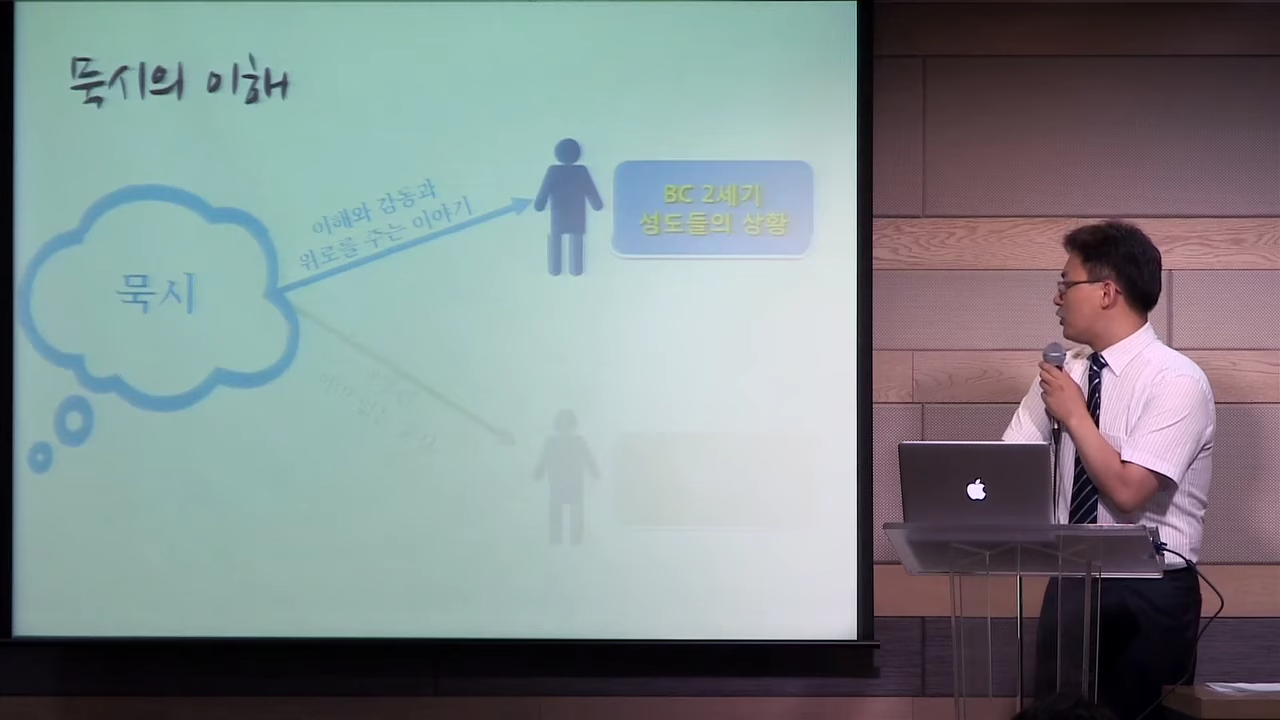 묵시의 이해
이해와 감동과
위로를 주는 이야기
묵시
BC 2세기
성도들의 상황